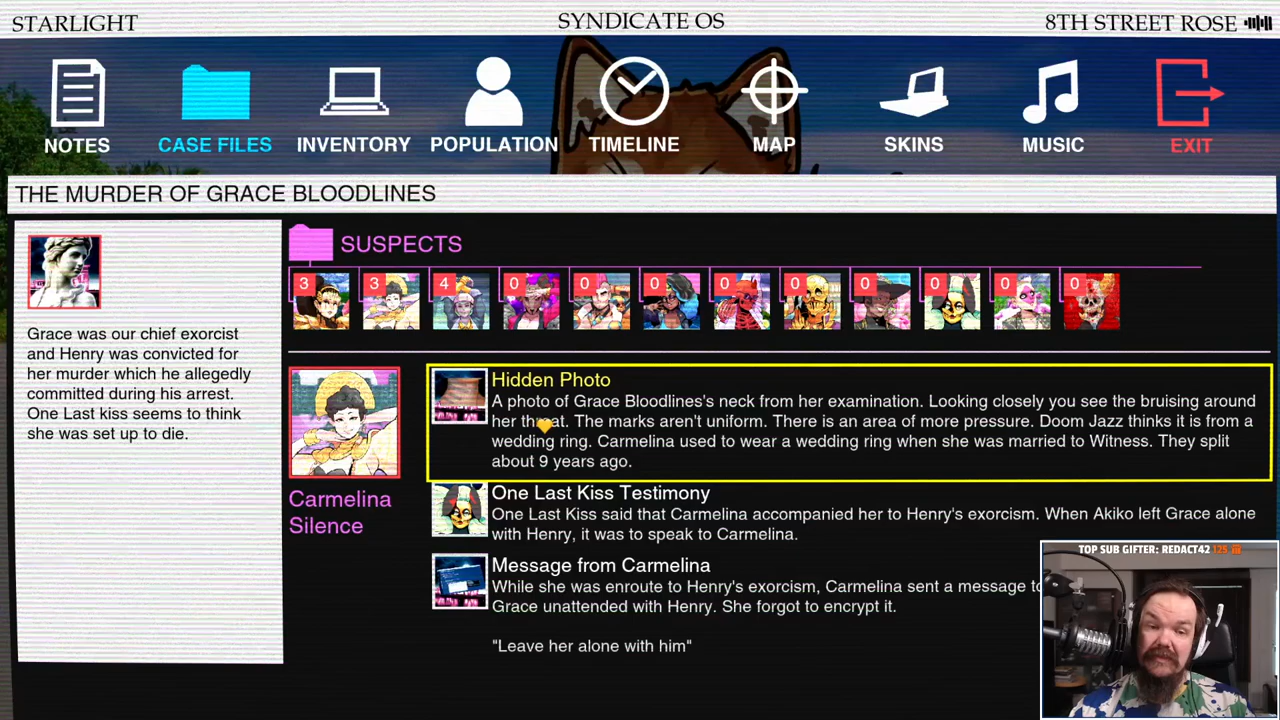 STARLIGHT
SYNDICATE OS
8TH STREET ROSE
NOTES
CASE FILES
INVENTORY
POPULATION
TIMELINE
MAP
SKINS
MUSIC
EXIT
THE MURDER OF GRACE BLOODLINES
Grace was our chief exorcist
and Henry was convicted for
her murder which he allegedly
committed during his arrest.
One Last kiss seems to think
she was set up to die.
SUSPECTS
3 3 4 0 0 0 0 0 0 0 0 0
Carmelina
Silence
Hidden Photo
A photo of Grace Bloodlines's neck from her examination. Looking closely you see the bruising around
her throat. The marks aren't uniform. There is an area of more pressure. Doom Jazz thinks it is from a
wedding ring. Carmelina used to wear a wedding ring when she was married to Witness. They split
about 9 years ago.
One Last Kiss Testimony
One Last Kiss said that Carmelina accompanied her to Henry's exorcism. When Akiko left Grace alone
with Henry, it was to speak to Carmelina.
Message from Carmelina
While she was enroute to Henry's exorcism, Carmelina sent a message to
Grace unattended with Henry. She forgot to encrypt it.
"Leave her alone with him"
TOP SUB GIFTER: REDACT42 125